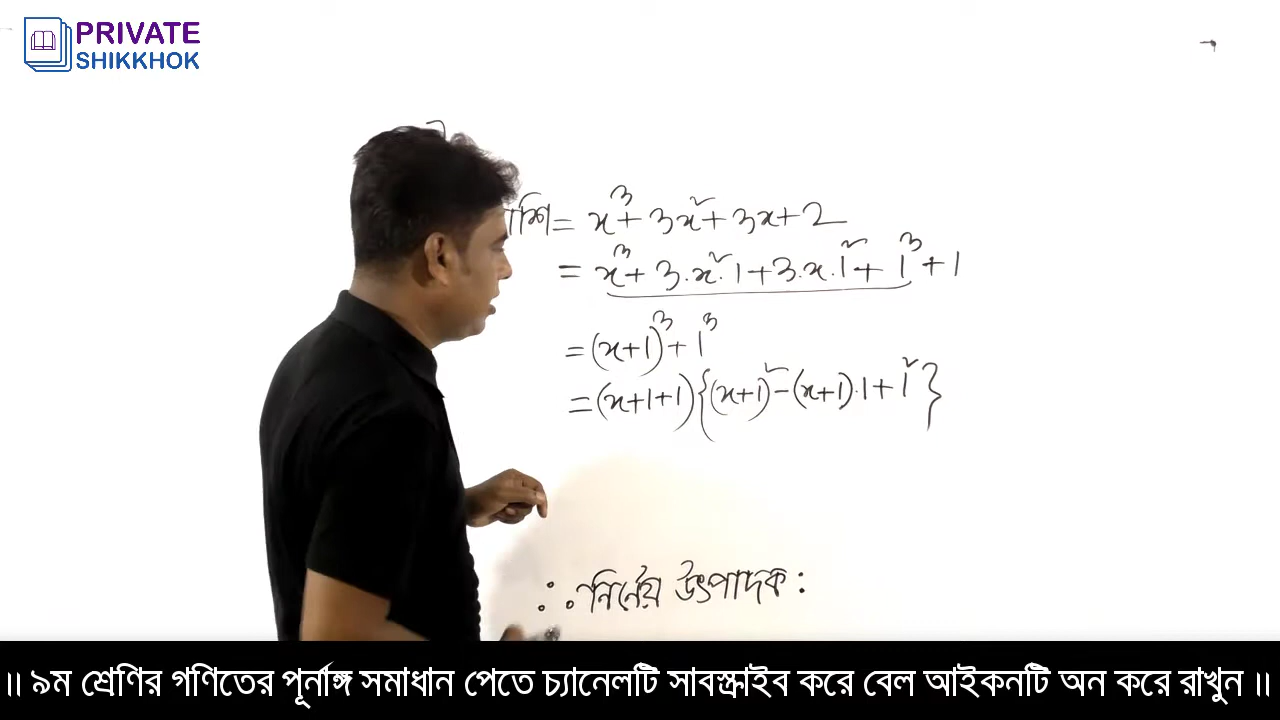 PRIVATE
SHIKKHOK
= x³+3x²+3x+2
= x³+3.x².1+3.x.1²+1³+1
=(x+1)³+1³
=(x+1+1){(x+1)²-(x+1).1+1²}
∴ নির্নেয় উৎপাদক :
॥ ৯ম শ্রেণির গণিতের পূর্নাঙ্গ সমাধান পেতে চ্যানেলটি সাবস্ক্রাইব করে বেল আইকনটি অন করে রাখুন ॥